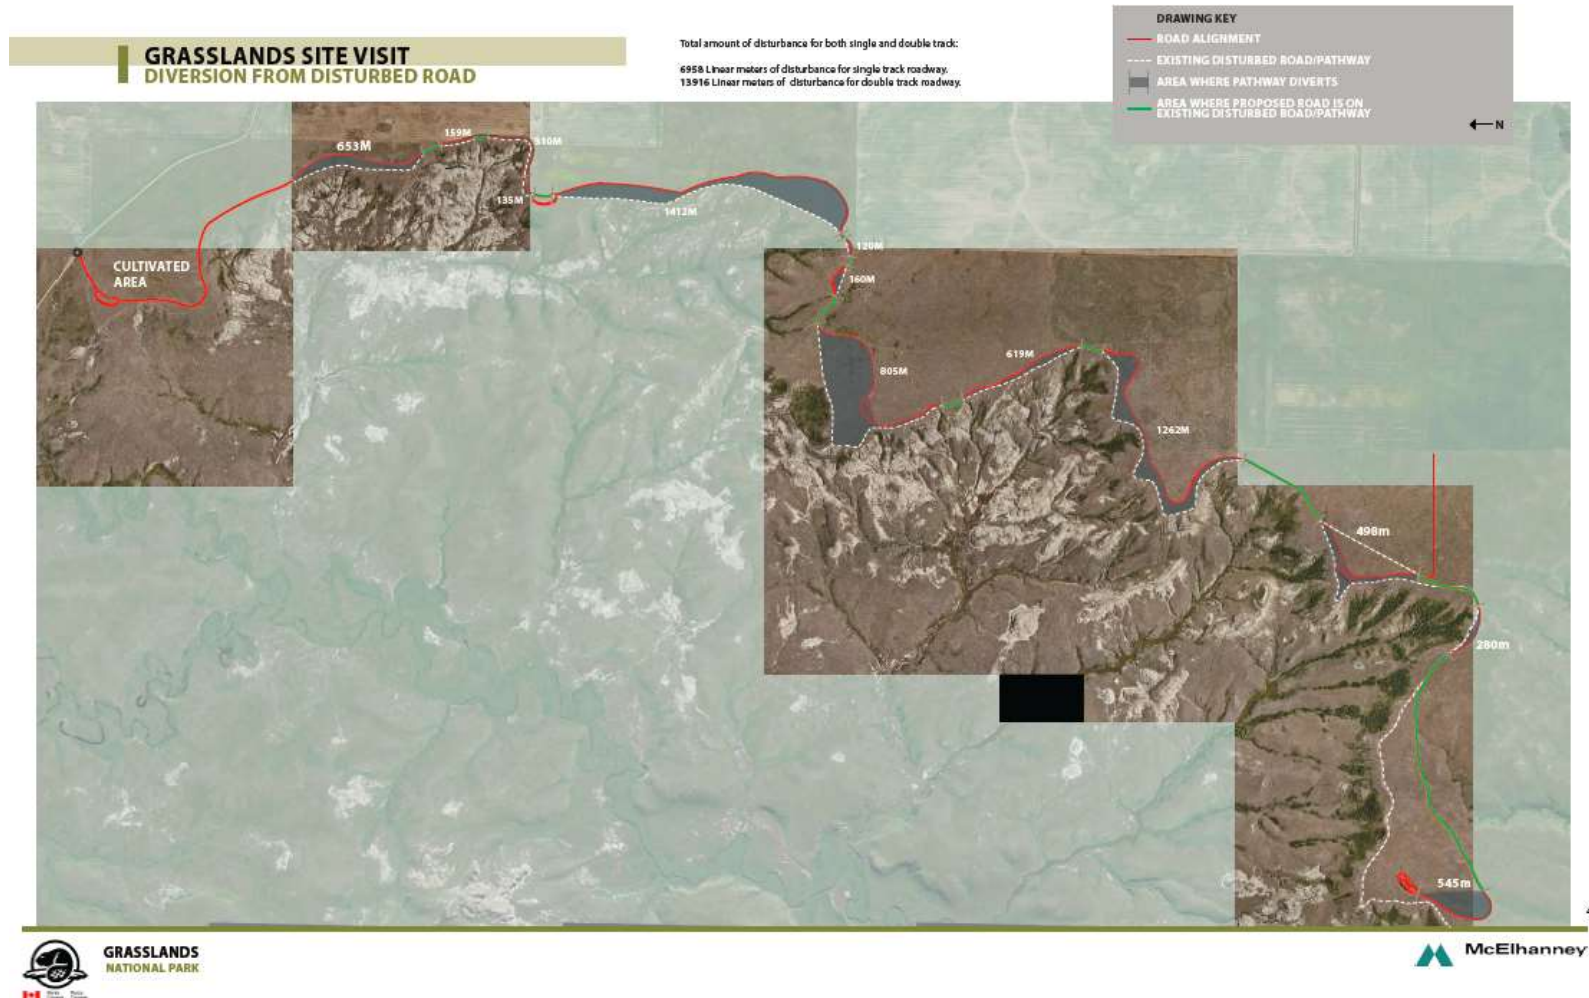 GRASSLANDS SITE VISIT
DIVERSION FROM DISTURBED ROAD
Total amount of disturbance for both single and double track:
6958 Linear meters of disturbance for single track roadway.
13916 Linear meters of disturbance for double track roadway.
DRAWING KEY
ROAD ALIGNMENT
EXISTING DISTURBED ROAD/PATHWAY
AREA WHERE PATHWAY DIVERTS
AREA WHERE PROPOSED ROAD IS ON
EXISTING DISTURBED ROAD/PATHWAY
N
653M
159M
510M
135M
1412M
120M
160M
CULTIVATED
AREA
805M
619M
1262M
498m
280m
545m
GRASSLANDS
NATIONAL PARK
McElhanney